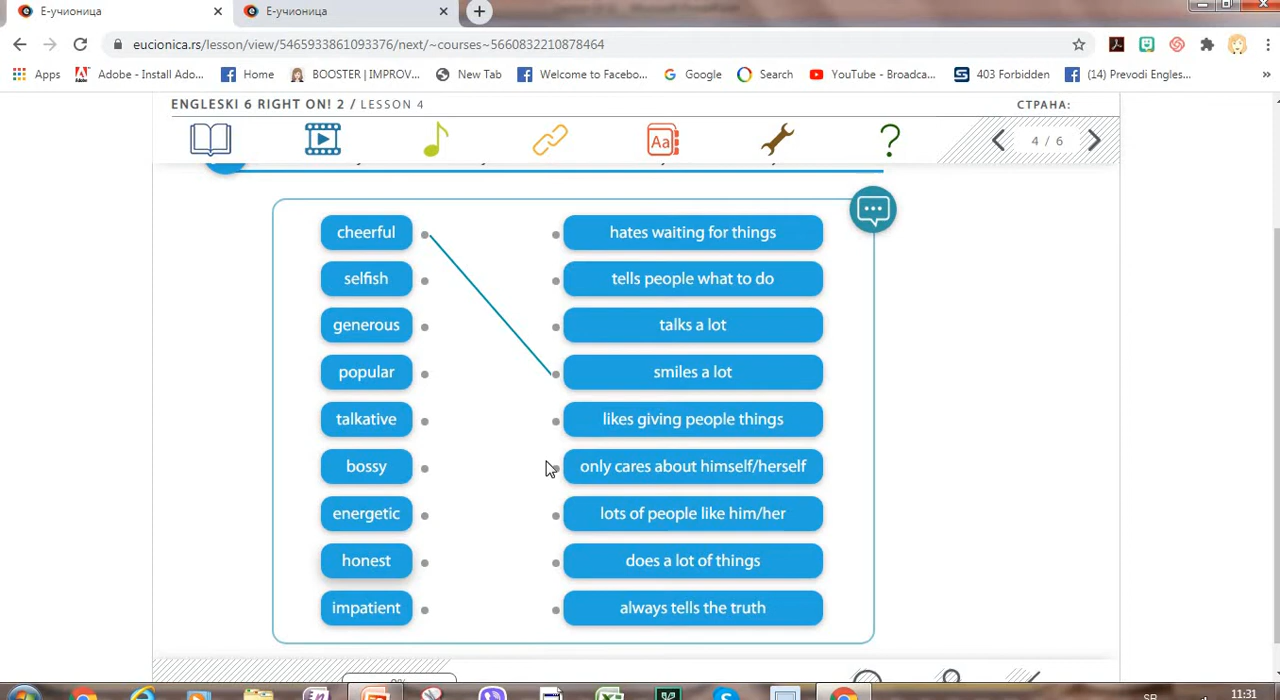 Е-учионица
Е-учионица
eucionica.rs/lesson/view/5465933861093376/next/~courses~5660832210878464
Apps
Adobe - Install Ado...
Home
BOOSTER | IMPROV...
New Tab
Welcome to Facebo...
Google
Search
YouTube - Broadca...
403 Forbidden
(14) Prevodi Engles...
ENGLESKI 6 RIGHT ON! 2 / LESSON 4
СТРАНА:
4 / 6
cheerful
hates waiting for things
selfish
tells people what to do
generous
talks a lot
popular
smiles a lot
talkative
likes giving people things
bossy
only cares about himself/herself
energetic
lots of people like him/her
honest
does a lot of things
impatient
always tells the truth
SR
11:31